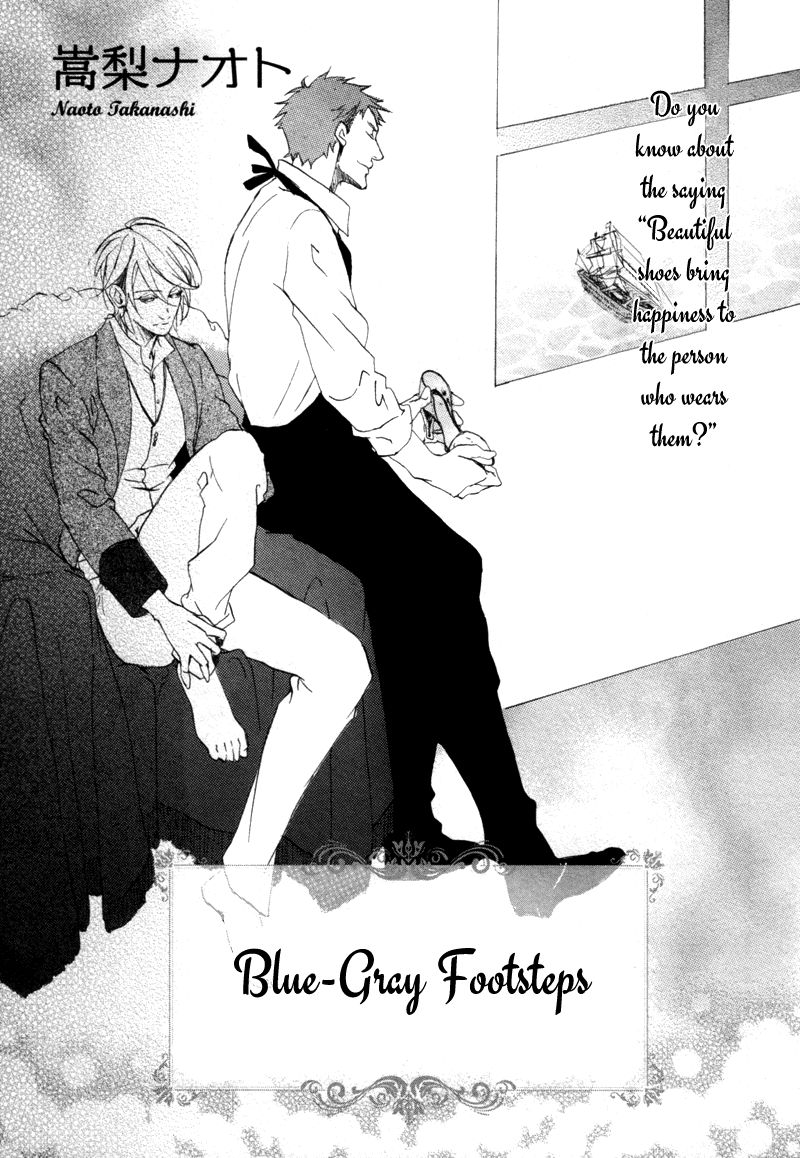 嵩梨ナオト
Naoto Takanashi
Do you
know about
the saying
“Beautiful
shoes bring
happiness to
the person
who wears
them?”
Blue-Gray Footsteps